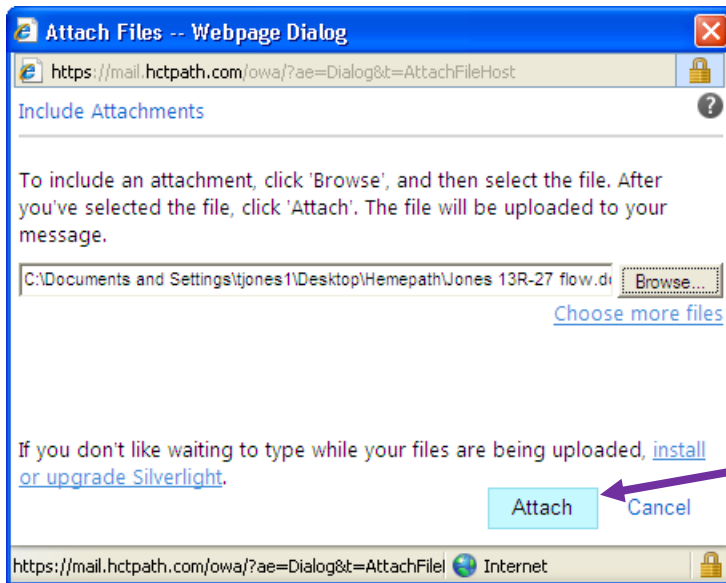 Attach Files -- Webpage Dialog
https://mail.hctpath.com/owa/?ae=Dialog&t=AttachFileHost
Include Attachments
?
To include an attachment, click 'Browse', and then select the file. After
you've selected the file, click 'Attach'. The file will be uploaded to your
message.
C:\Documents and Settings\tjones1\Desktop\Hemepath\Jones 13R-27 flow.do Browse...
Choose more files
If you don't like waiting to type while your files are being uploaded, install
or upgrade Silverlight.
Attach Cancel
https://mail.hctpath.com/owa/?ae=Dialog&t=AttachFileI Internet